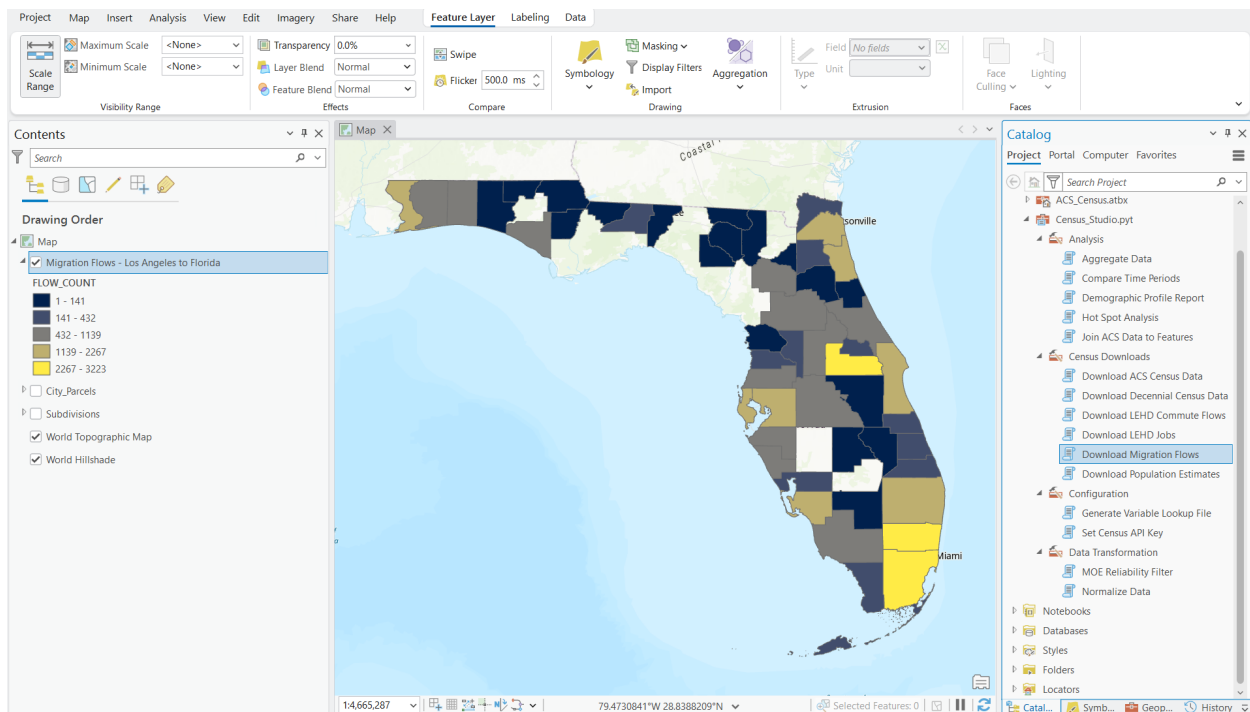 Project Map Insert Analysis View Edit Imagery Share Help Feature Layer Labeling Data
Scale Range
Maximum Scale <None>
Minimum Scale <None>
Visibility Range
Transparency 0.0%
Layer Blend Normal
Feature Blend Normal
Effects
Swipe
Flicker 500.0 ms
Compare
Symbology
Masking
Display Filters
Import
Aggregation
Drawing
Type
Field No fields
Unit
Extrusion
Face Culling
Lighting
Faces
Contents
Search
Drawing Order
Map
Migration Flows - Los Angeles to Florida
FLOW_COUNT
1 - 141
141 - 432
432 - 1139
1139 - 2267
2267 - 3223
City_Parcels
Subdivisions
World Topographic Map
World Hillshade
Map
Coastal
sonville
Miami
1:4,665,287
79.4730841°W 28.8388209°N
Selected Features: 0
Catalog
Project Portal Computer Favorites
Search Project
ACS_Census.atbx
Census_Studio.pyt
Analysis
Aggregate Data
Compare Time Periods
Demographic Profile Report
Hot Spot Analysis
Join ACS Data to Features
Census Downloads
Download ACS Census Data
Download Decennial Census Data
Download LEHD Commute Flows
Download LEHD Jobs
Download Migration Flows
Download Population Estimates
Configuration
Generate Variable Lookup File
Set Census API Key
Data Transformation
MOE Reliability Filter
Normalize Data
Notebooks
Databases
Styles
Folders
Locators
Catal... Symb... Geop... History